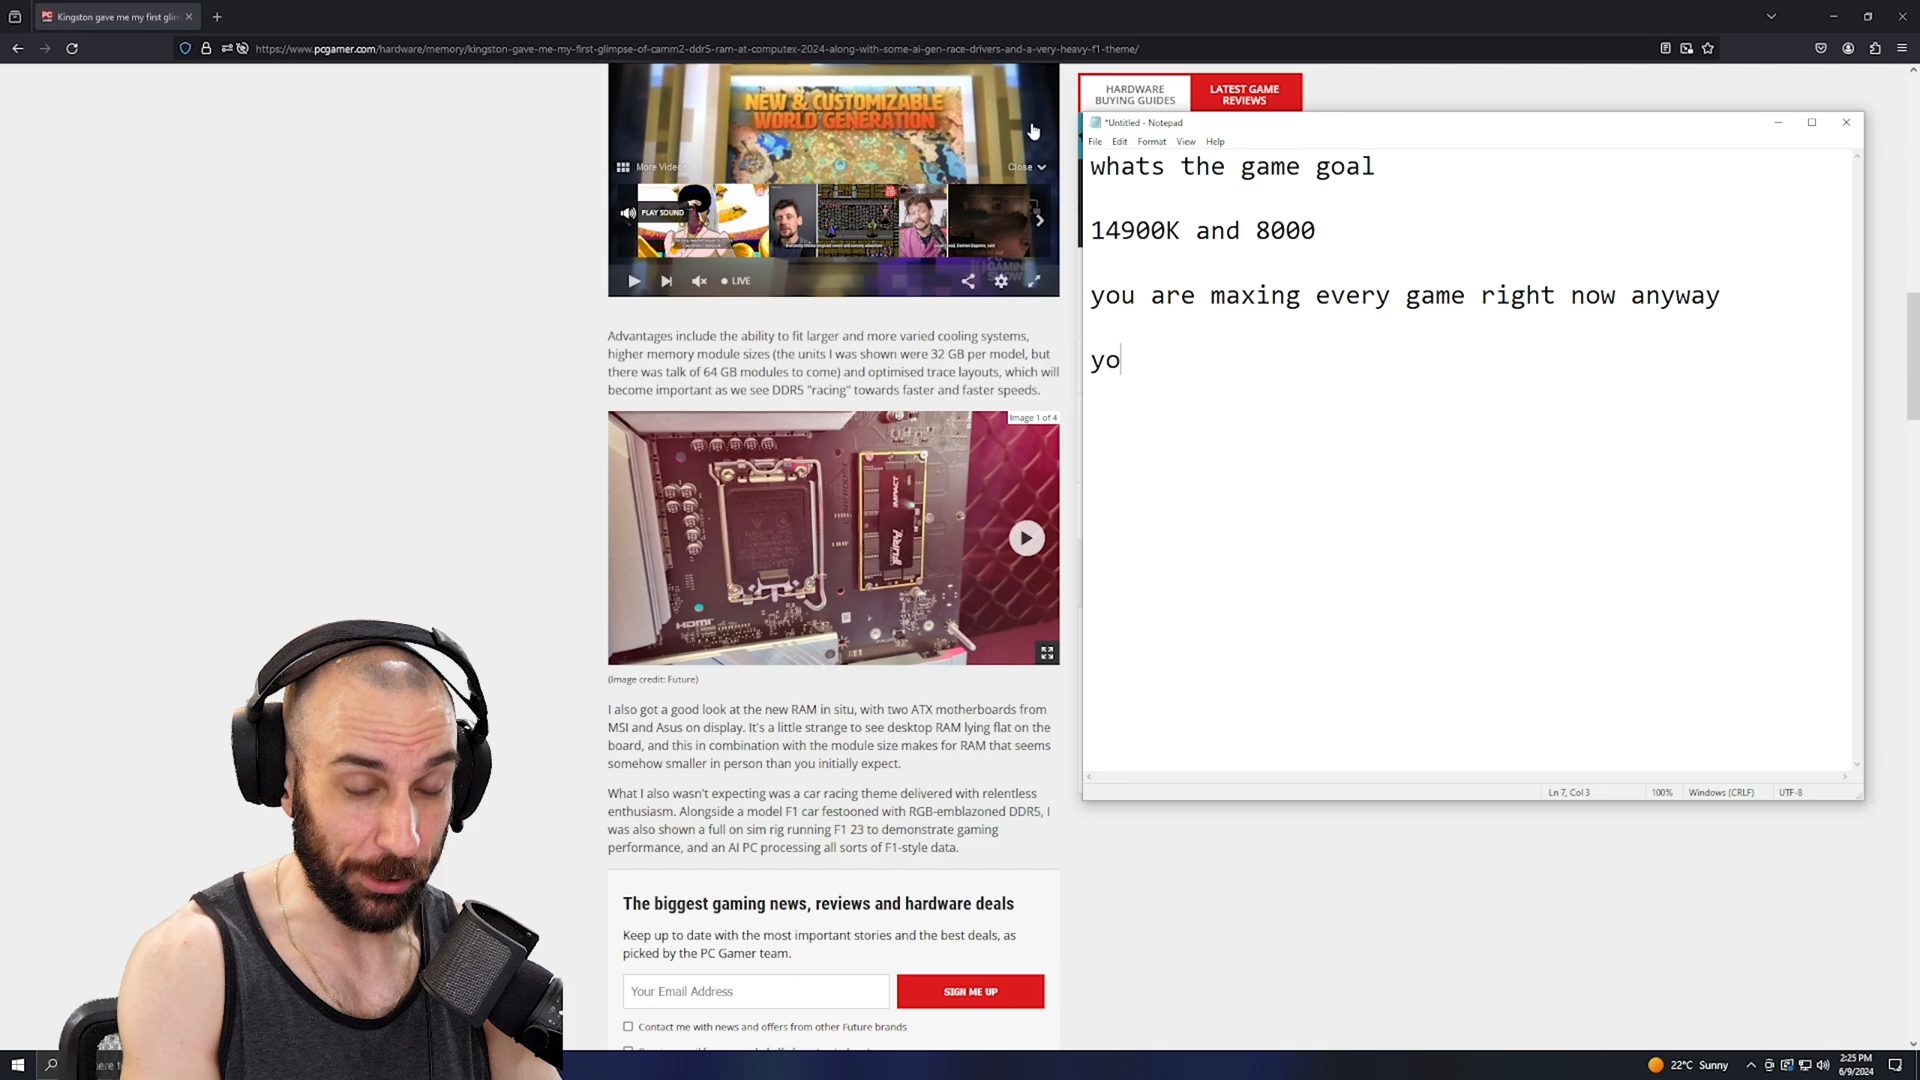 Kingston gave me my first glim
https://www.pcgamer.com/hardware/memory/kingston-gave-me-my-first-glimpse-of-camm2-ddr5-ram-at-computex-2024-along-with-some-ai-gen-race-drivers-and-a-very-heavy-f1-theme/
NEW & CUSTOMIZABLE
WORLD GENERATION
More Videos
Close
PLAY SOUND
LIVE
Advantages include the ability to fit larger and more varied cooling systems,
higher memory module sizes (the units I was shown were 32 GB per model, but
there was talk of 64 GB modules to come) and optimised trace layouts, which will
become important as we see DDR5 "racing" towards faster and faster speeds.
Image 1 of 4
IMPACT
FURY
LGA-1700
HDMI
(Image credit: Future)
I also got a good look at the new RAM in situ, with two ATX motherboards from
MSI and Asus on display. It's a little strange to see desktop RAM lying flat on the
board, and this in combination with the module size makes for RAM that seems
somehow smaller in person than you initially expect.
What I also wasn't expecting was a car racing theme delivered with relentless
enthusiasm. Alongside a model F1 car festooned with RGB-emblazoned DDR5, I
was also shown a full on sim rig running F1 23 to demonstrate gaming
performance, and an AI PC processing all sorts of F1-style data.
The biggest gaming news, reviews and hardware deals
Keep up to date with the most important stories and the best deals, as
picked by the PC Gamer team.
Your Email Address
SIGN ME UP
Contact me with news and offers from other Future brands
HARDWARE
BUYING GUIDES
LATEST GAME
REVIEWS
*Untitled - Notepad
File Edit Format View Help
whats the game goal
14900K and 8000
you are maxing every game right now anyway
yo
Ln 7, Col 3 100% Windows (CRLF) UTF-8
22°C Sunny
2:25 PM
6/9/2024